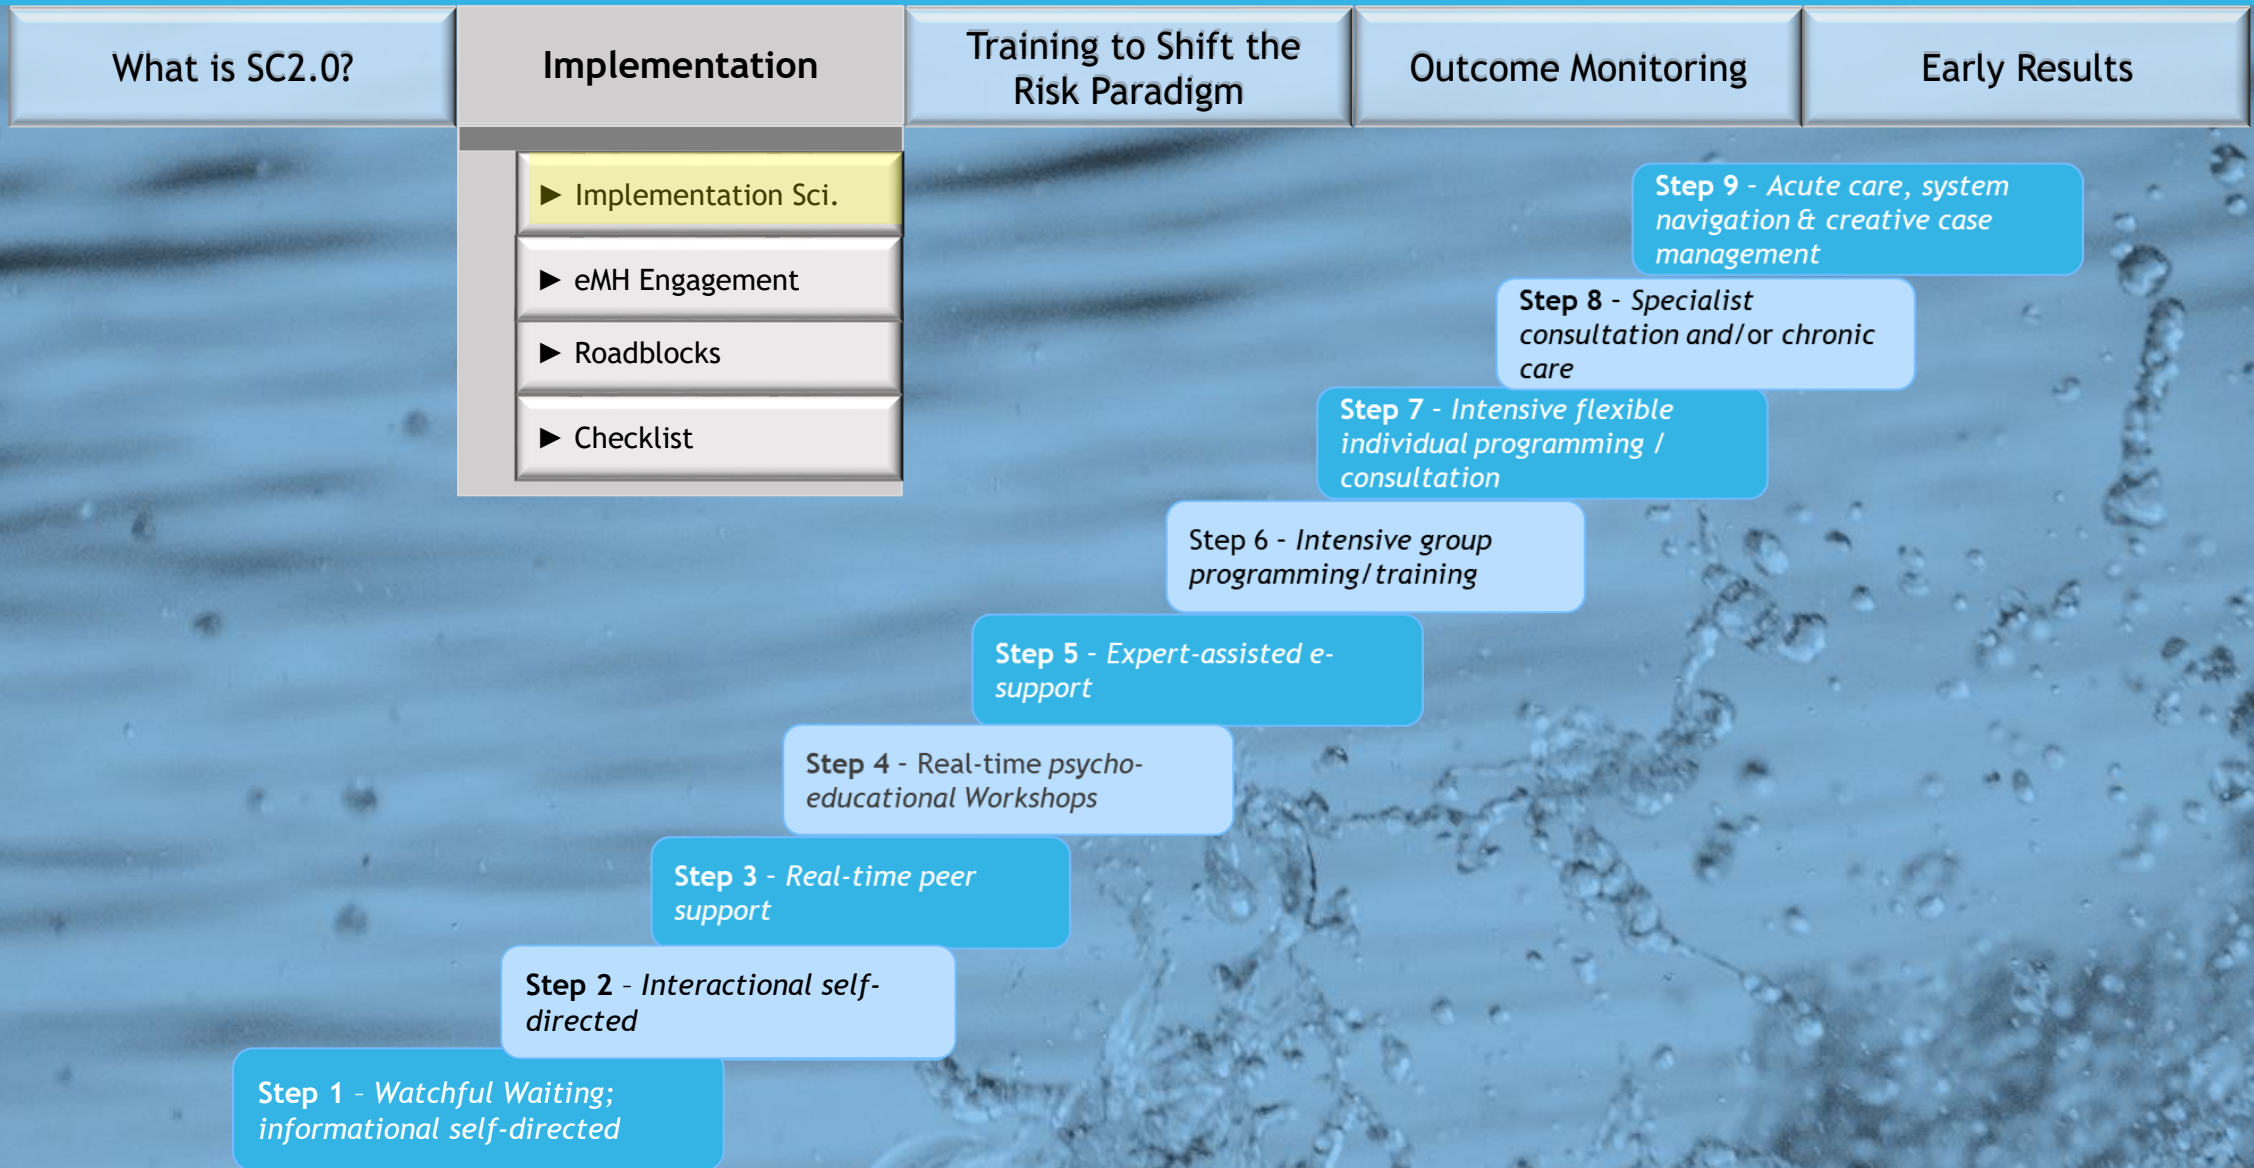 What is SC2.0?
Implementation
Training to Shift the
Risk Paradigm
Outcome Monitoring
Early Results
► Implementation Sci.
► eMH Engagement
► Roadblocks
► Checklist
Step 9 – Acute care, system
navigation & creative case
management
Step 8 – Specialist
consultation and/or chronic
care
Step 7 – Intensive flexible
individual programming /
consultation
Step 6 – Intensive group
programming/training
Step 5 – Expert-assisted e-
support
Step 4 – Real-time psycho-
educational Workshops
Step 3 – Real-time peer
support
Step 2 – Interactional self-
directed
Step 1 – Watchful Waiting;
informational self-directed